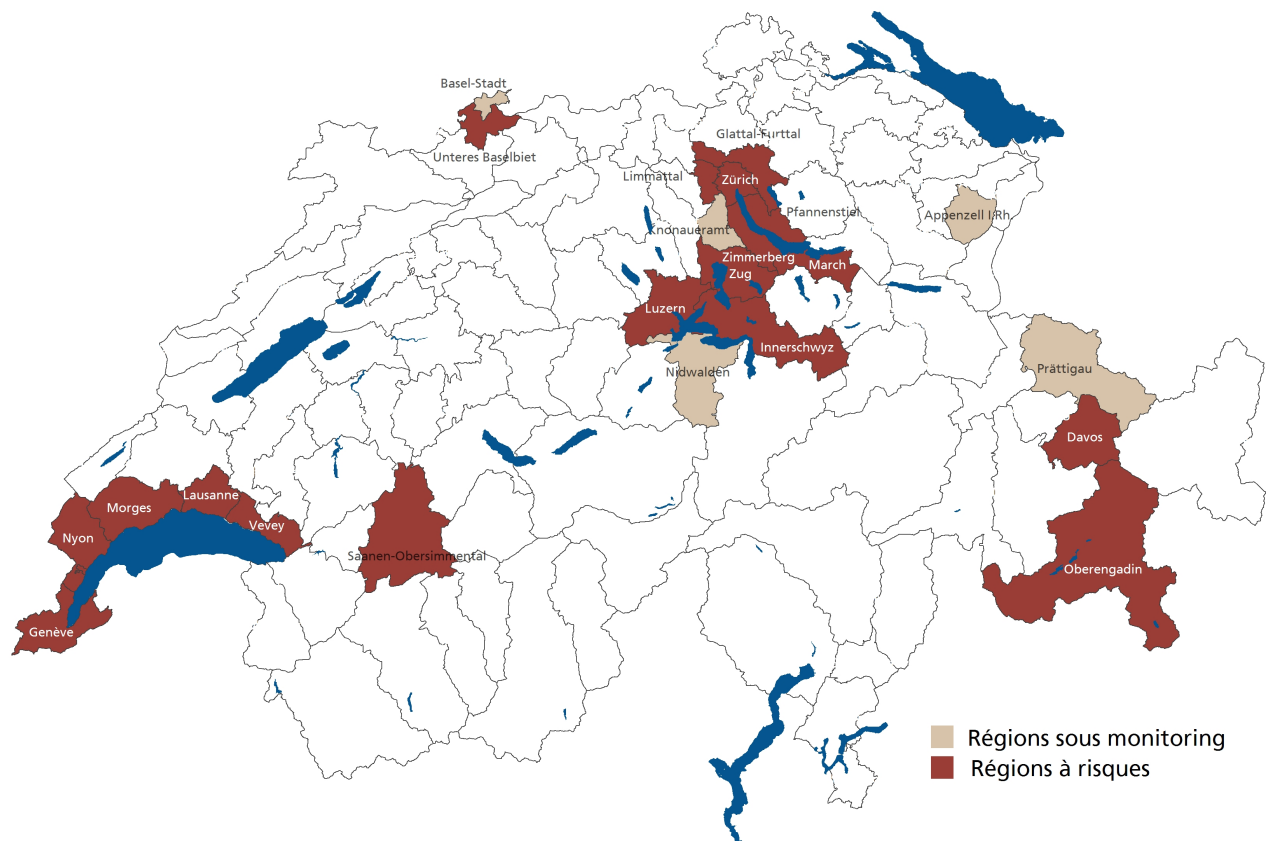 Basel-Stadt
Unteres Baselbiet
Glattal-Furttal
Limmattal
Zürich
Pfannenstiel
Appenzell I.Rh.
Knonaueramt
Zimmerberg
March
Zug
Luzern
Innerschwyz
Nidwalden
Prättigau
Davos
Lausanne
Morges
Vevey
Nyon
Saanen-Obersimmental
Oberengadin
Genève
Régions sous monitoring
Régions à risques